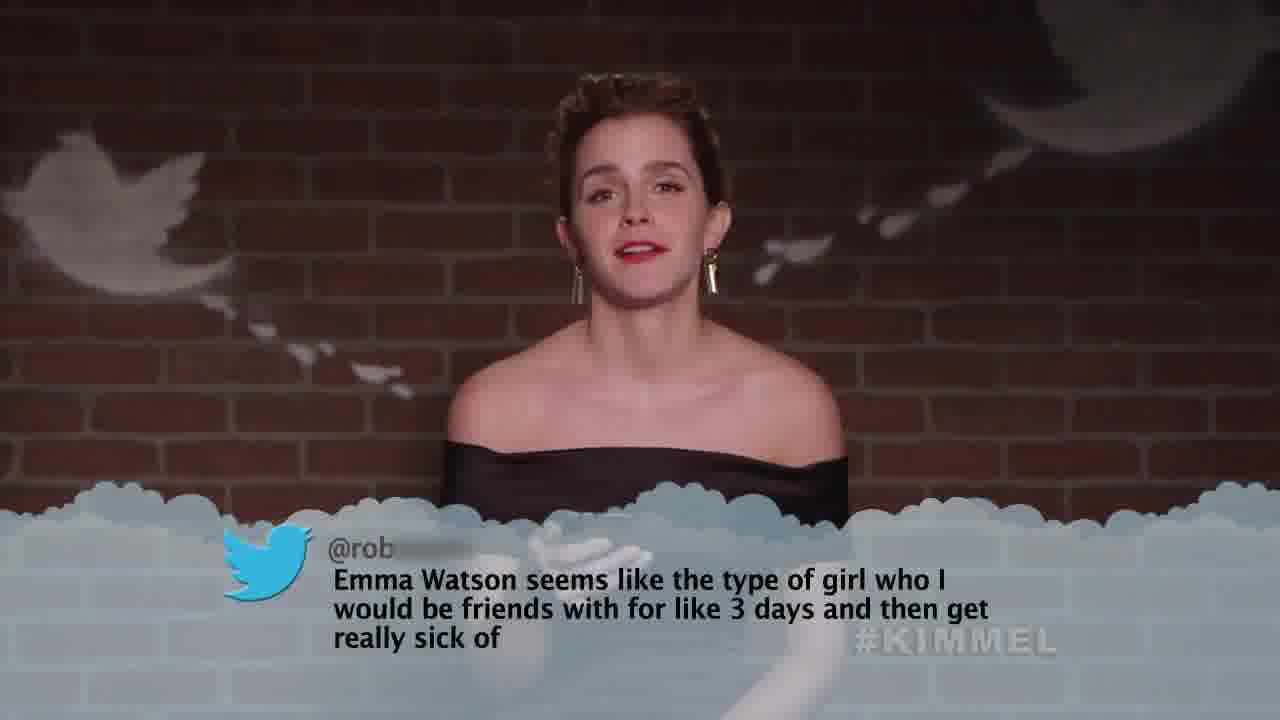 @rob
Emma Watson seems like the type of girl who I
would be friends with for like 3 days and then get
really sick of
#KIMMEL